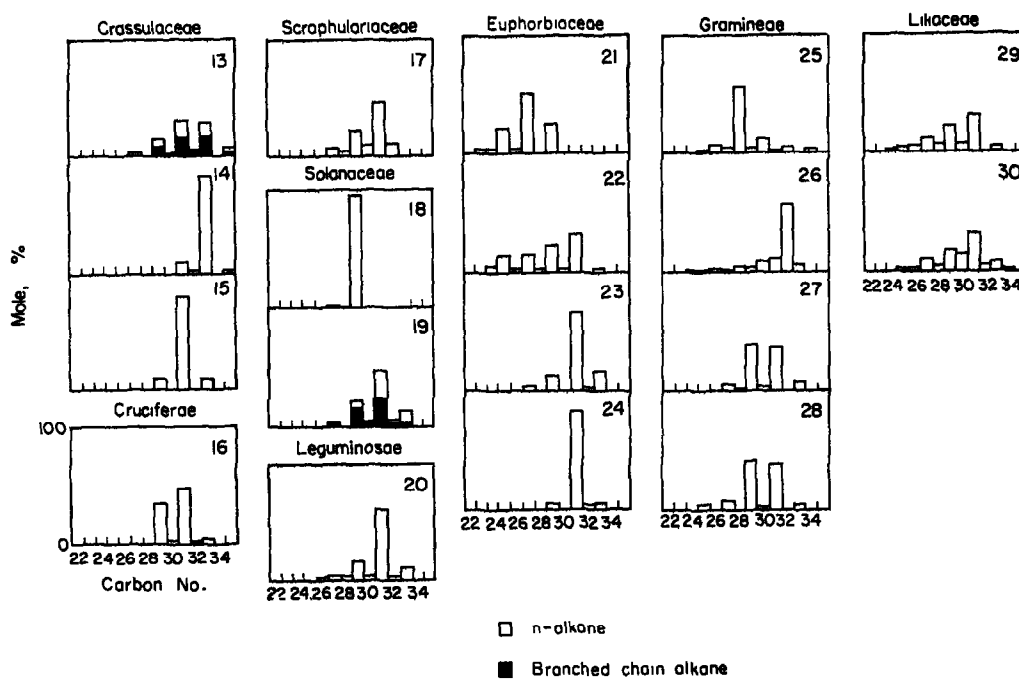 Crassulaceae
13
14
15
Cruciferae
16
100
0
22 24 26 28 30 32 34
Carbon No.
Mole, %
Scrophulariaceae
17
Solanaceae
18
19
Leguminosae
20
22 24 26 28 30 32 34
Euphorbiaceae
21
22
23
24
22 24 26 28 30 32 34
Gramineae
25
26
27
28
22 24 26 28 30 32 34
Liliaceae
29
30
22 24 26 28 30 32 34
n-alkane
Branched chain alkane